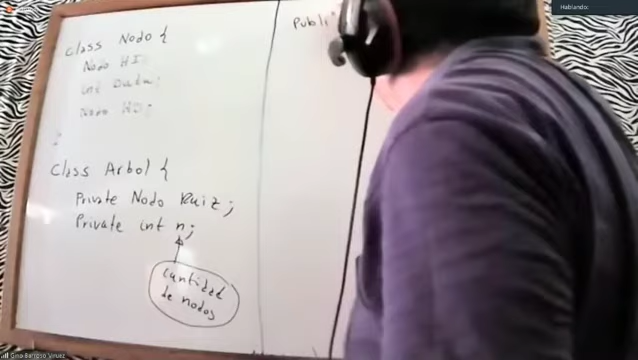 Class Nodo {
Nodo HI;
int Data;
Nodo HD;
}
Class Arbol {
Private Nodo Raiz;
Private int n;
cantidad
de nodos
Publi
Hablando: